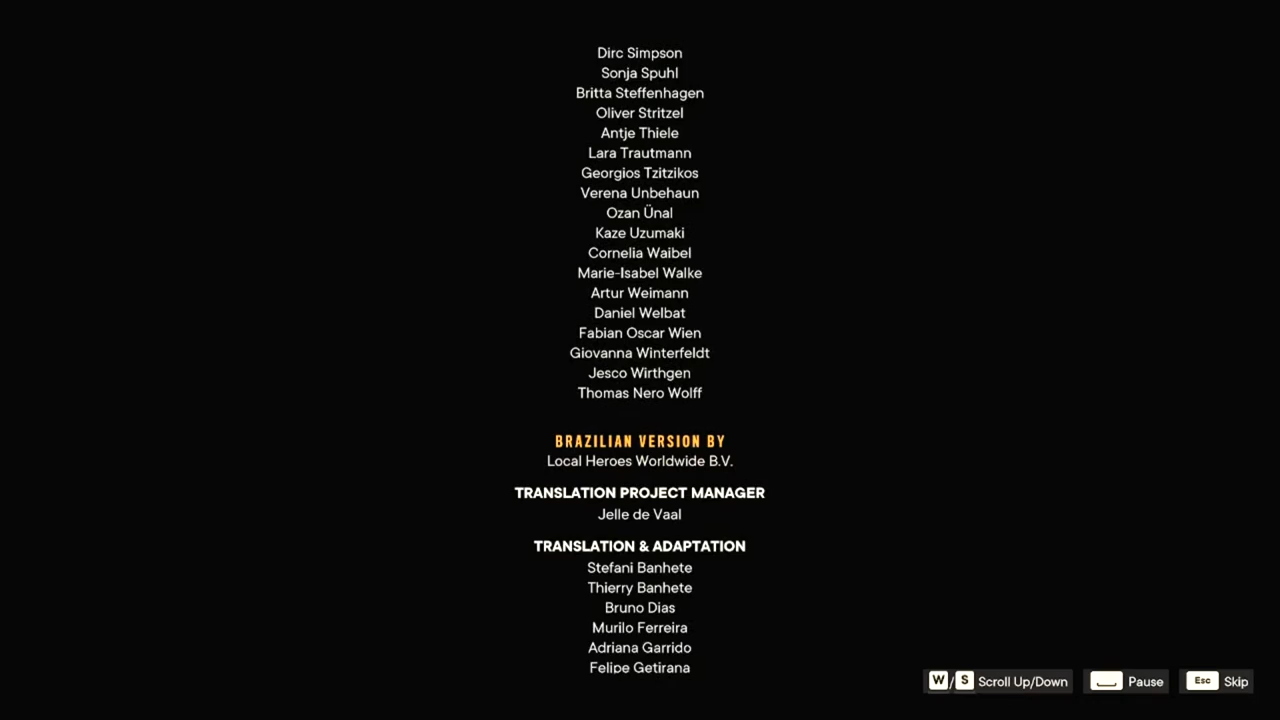 Dirc Simpson
Sonja Spuhl
Britta Steffenhagen
Oliver Stritzel
Antje Thiele
Lara Trautmann
Georgios Tzitzikos
Verena Unbehaun
Ozan Ünal
Kaze Uzumaki
Cornelia Waibel
Marie-Isabel Walke
Artur Weimann
Daniel Welbat
Fabian Oscar Wien
Giovanna Winterfeldt
Jesco Wirthgen
Thomas Nero Wolff
BRAZILIAN VERSION BY
Local Heroes Worldwide B.V.
TRANSLATION PROJECT MANAGER
Jelle de Vaal
TRANSLATION & ADAPTATION
Stefani Banhete
Thierry Banhete
Bruno Dias
Murilo Ferreira
Adriana Garrido
Felipe Getirana
W/S Scroll Up/Down Pause Esc Skip